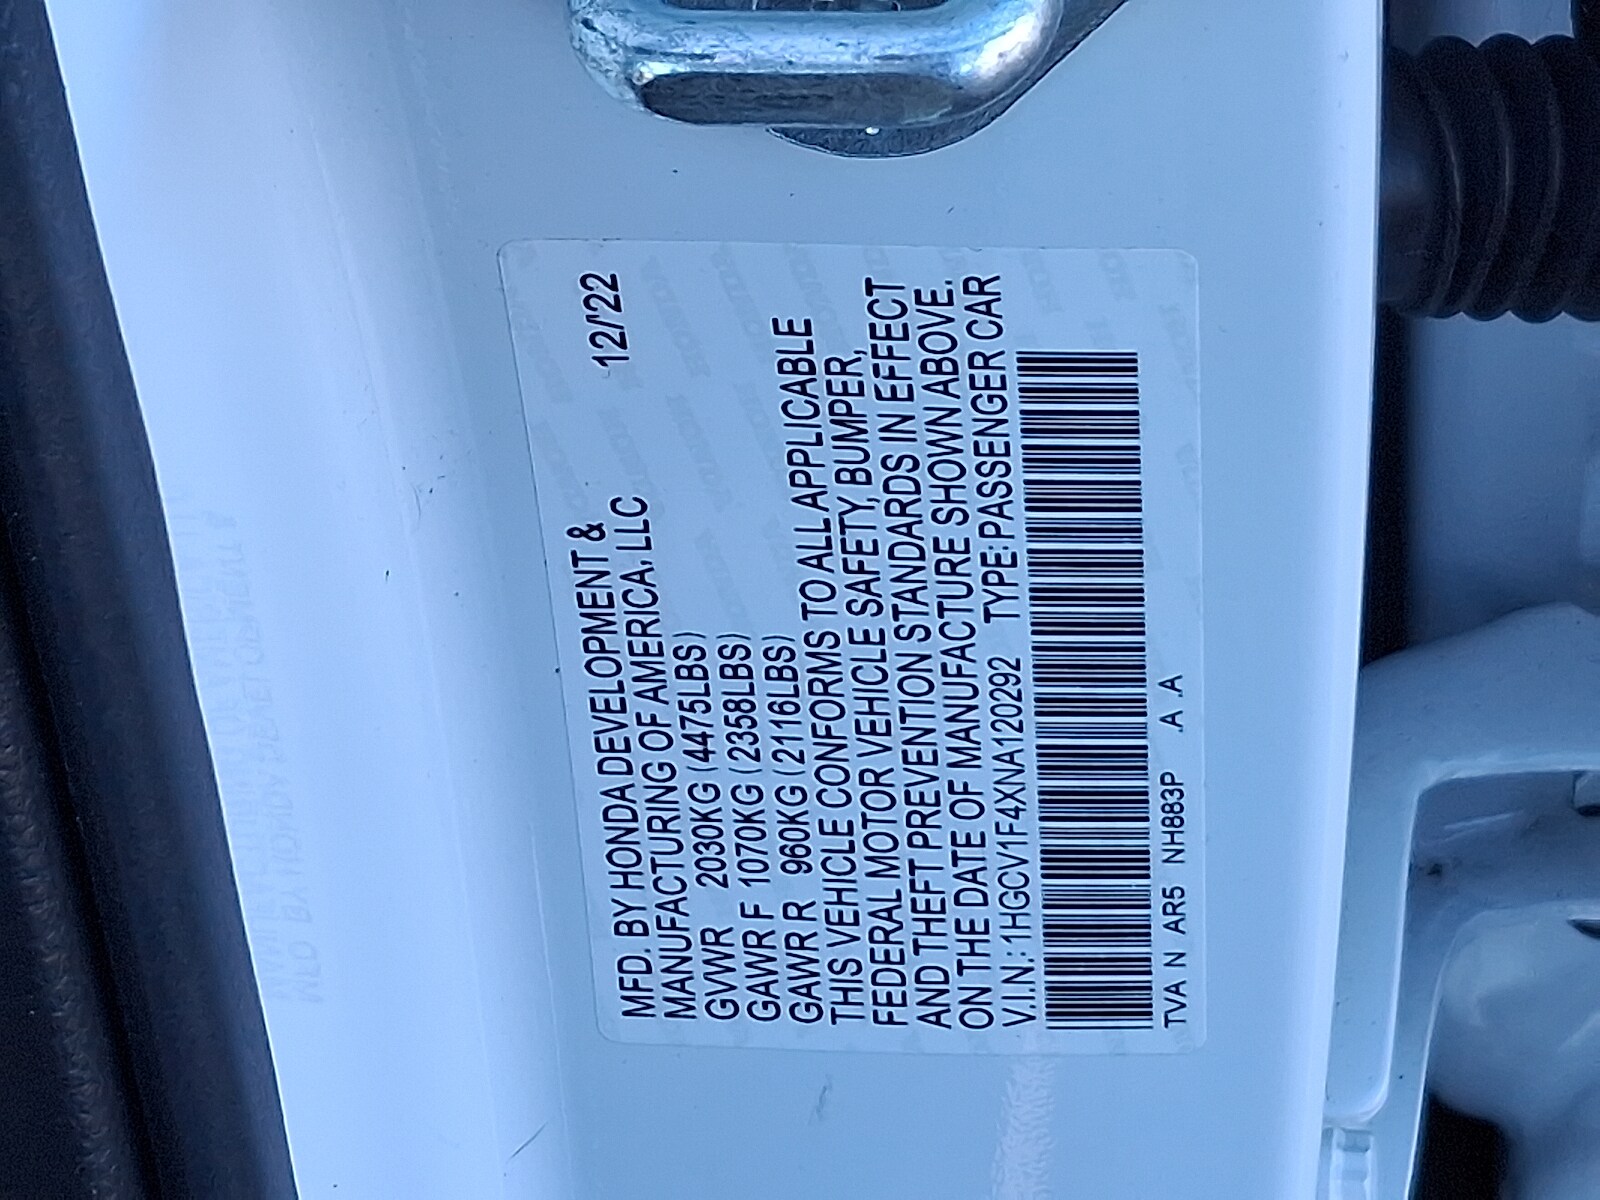 MFD. BY HONDA DEVELOPMENT & 12/22
MANUFACTURING OF AMERICA, LLC
GVWR 2030KG (4475LBS)
GAWR F 1070KG (2358LBS)
GAWR R 960KG (2116LBS)
THIS VEHICLE CONFORMS TO ALL APPLICABLE
FEDERAL MOTOR VEHICLE SAFETY, BUMPER,
AND THEFT PREVENTION STANDARDS IN EFFECT
ON THE DATE OF MANUFACTURE SHOWN ABOVE.
V.I.N.: 1HGCV1F4XNA120292 TYPE: PASSENGER CAR
TVA N AR5 NH883P .A .A